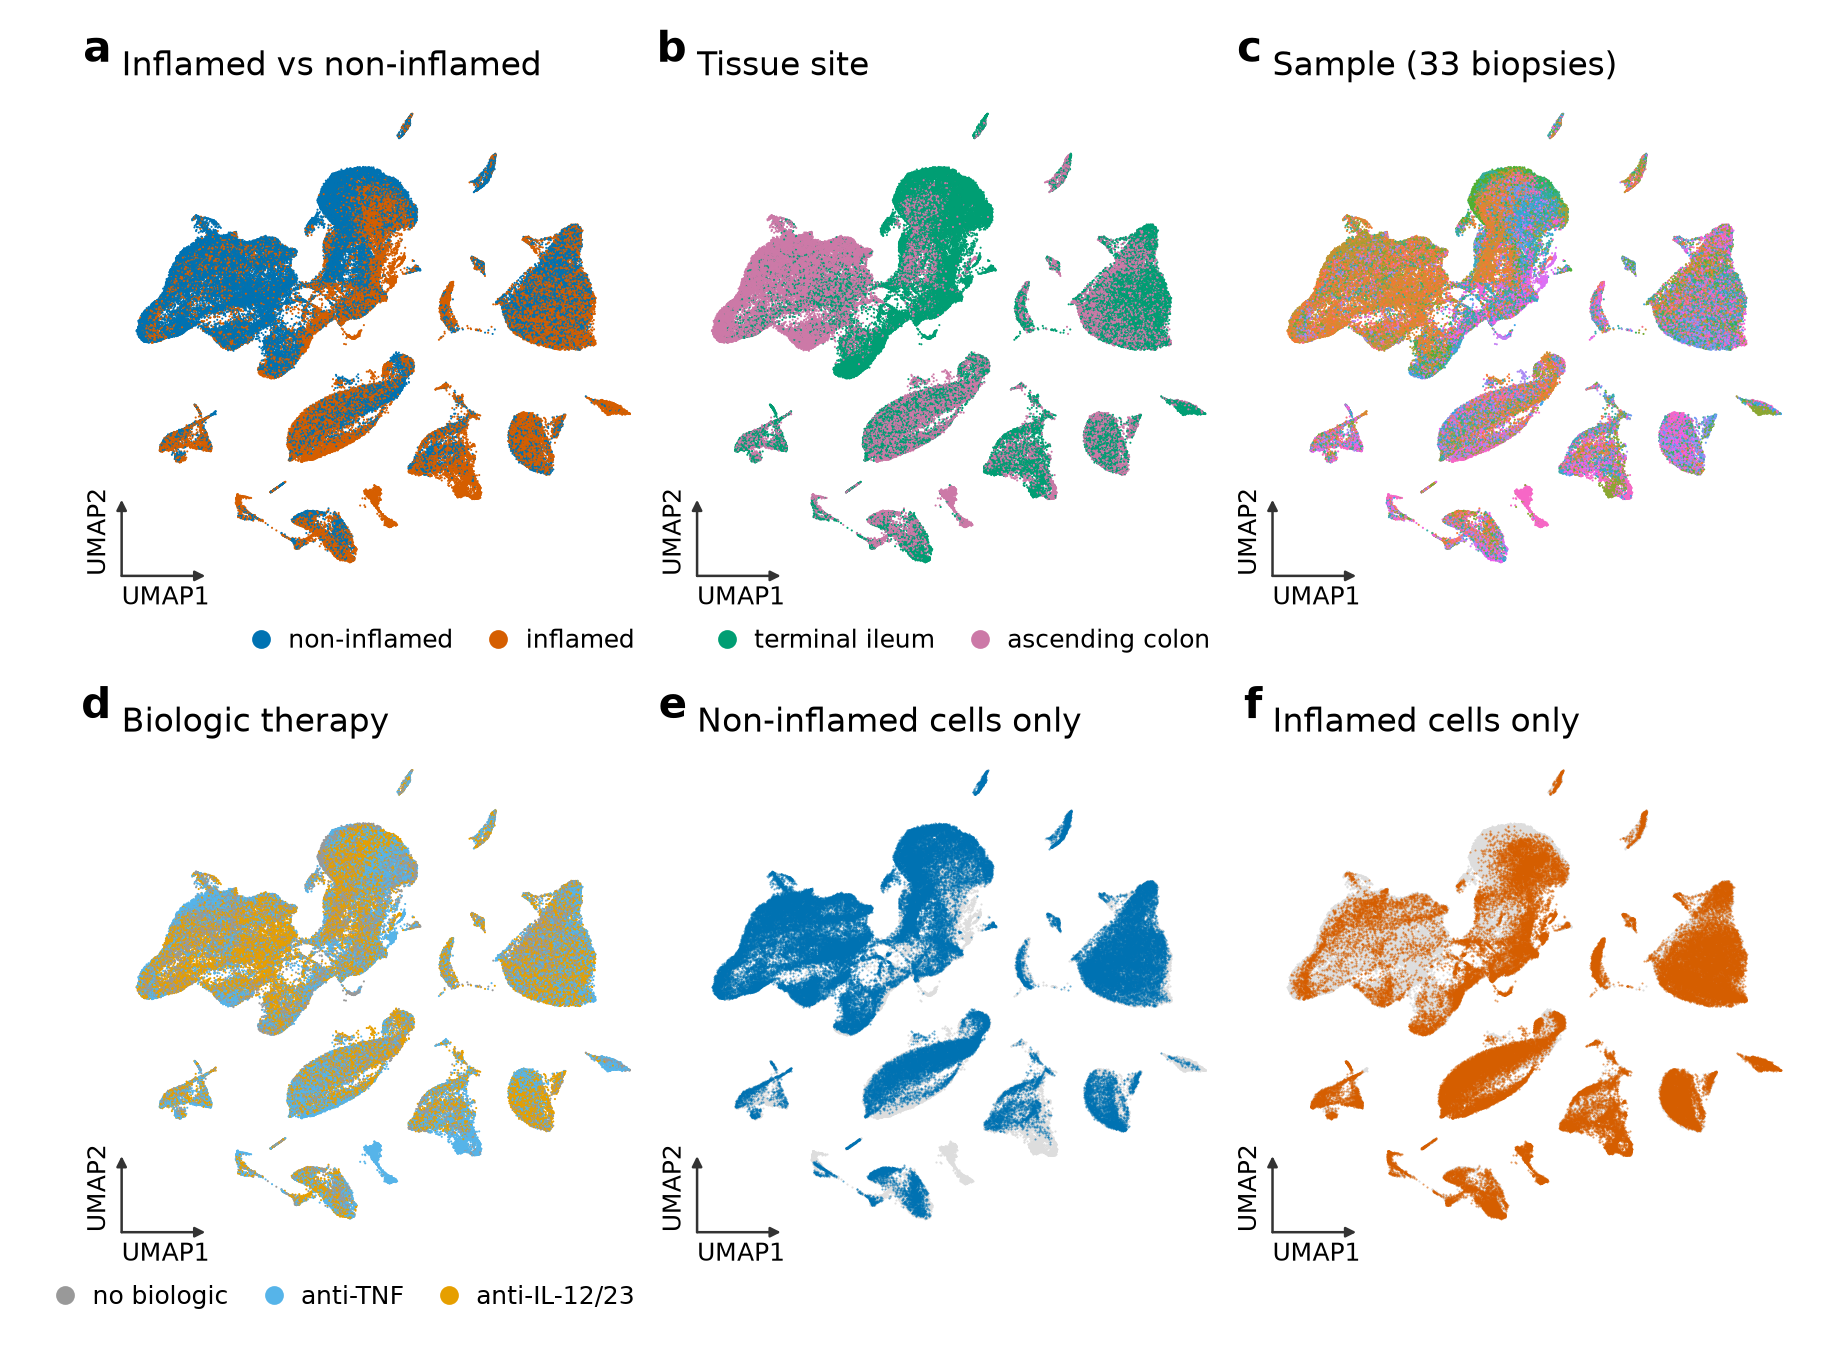 a Inflamed vs non-inflamed
b Tissue site
c Sample (33 biopsies)
UMAP2
UMAP1
UMAP2
UMAP1
UMAP2
UMAP1
non-inflamed inflamed
terminal ileum ascending colon
d Biologic therapy
e Non-inflamed cells only
f Inflamed cells only
UMAP2
UMAP1
UMAP2
UMAP1
UMAP2
UMAP1
no biologic anti-TNF anti-IL-12/23